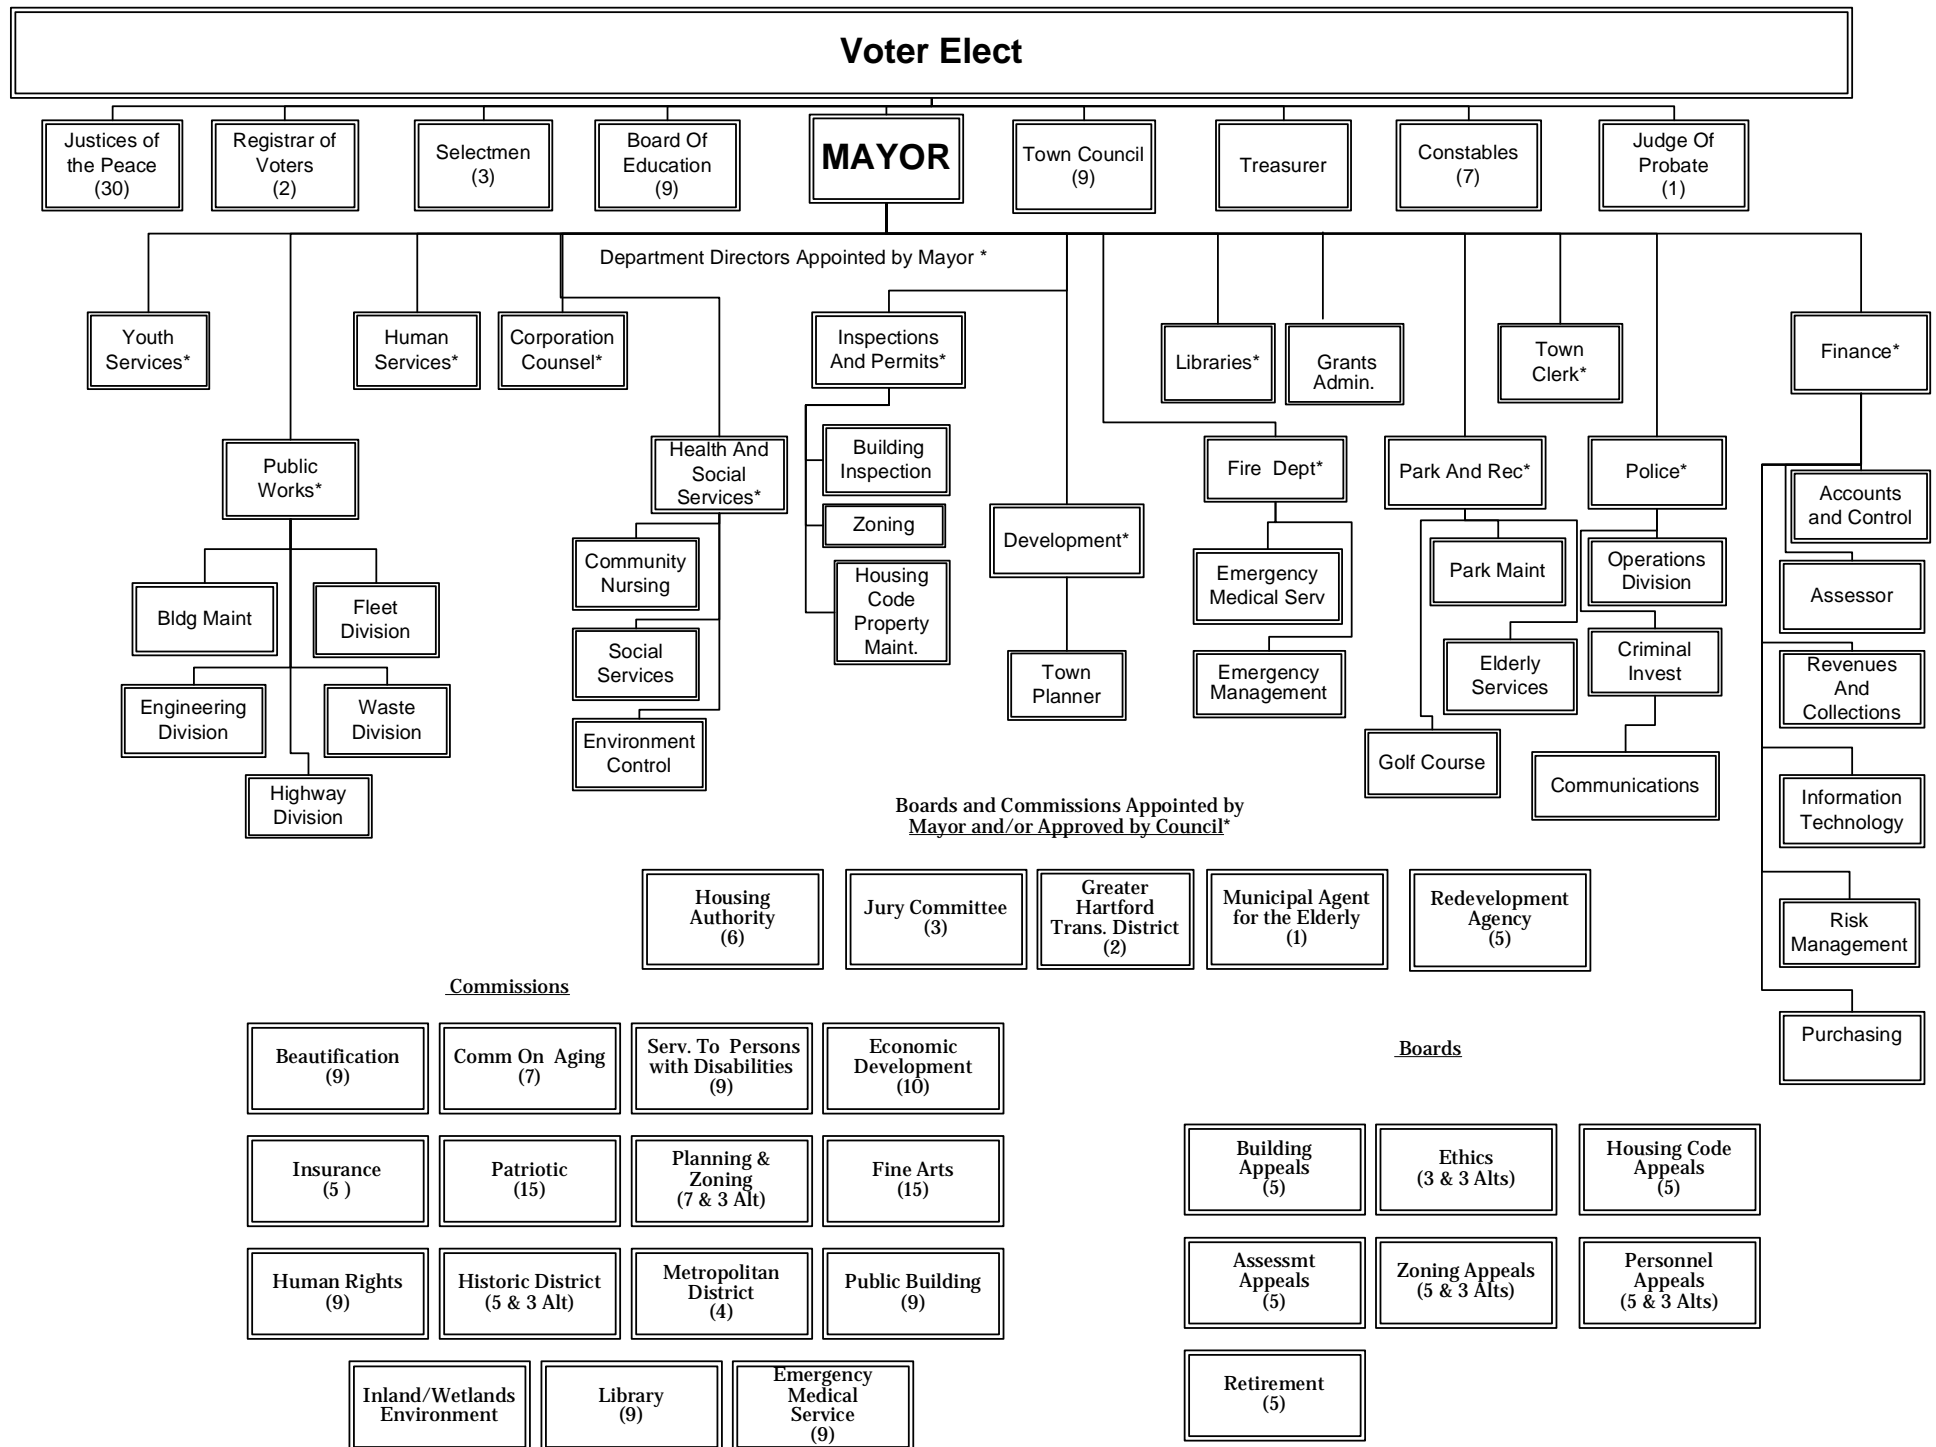 Voter Elect
Justices of
the Peace
(30)
Registrar of
Voters
(2)
Selectmen
(3)
Board Of
Education
(9)
MAYOR
Town Council
(9)
Treasurer
Constables
(7)
Judge Of
Probate
(1)
Department Directors Appointed by Mayor *
Youth
Services*
Human
Services*
Corporation
Counsel*
Inspections
And Permits*
Libraries*
Grants
Admin.
Town
Clerk*
Finance*
Public
Works*
Health And
Social
Services*
Building
Inspection
Zoning
Housing
Code
Property
Maint.
Development*
Fire Dept*
Park And Rec*
Police*
Accounts
and Control
Community
Nursing
Emergency
Medical Serv
Park Maint
Operations
Division
Assessor
Bldg Maint
Fleet
Division
Social
Services
Town
Planner
Emergency
Management
Elderly
Services
Criminal
Invest
Revenues
And
Collections
Engineering
Division
Waste
Division
Environment
Control
Golf Course
Communications
Highway
Division
Information
Technology
Boards and Commissions Appointed by
Mayor and/or Approved by Council*
Housing
Authority
(6)
Jury Committee
(3)
Greater
Hartford
Trans. District
(2)
Municipal Agent
for the Elderly
(1)
Redevelopment
Agency
(5)
Risk
Management
Purchasing
Commissions
Beautification
(9)
Comm On Aging
(7)
Serv. To Persons
with Disabilities
(9)
Economic
Development
(10)
Insurance
(5 )
Patriotic
(15)
Planning &
Zoning
(7 & 3 Alt)
Fine Arts
(15)
Human Rights
(9)
Historic District
(5 & 3 Alt)
Metropolitan
District
(4)
Public Building
(9)
Inland/Wetlands
Environment
Library
(9)
Emergency
Medical
Service
(9)
Boards
Building
Appeals
(5)
Ethics
(3 & 3 Alts)
Housing Code
Appeals
(5)
Assessmt
Appeals
(5)
Zoning Appeals
(5 & 3 Alts)
Personnel
Appeals
(5 & 3 Alts)
Retirement
(5)